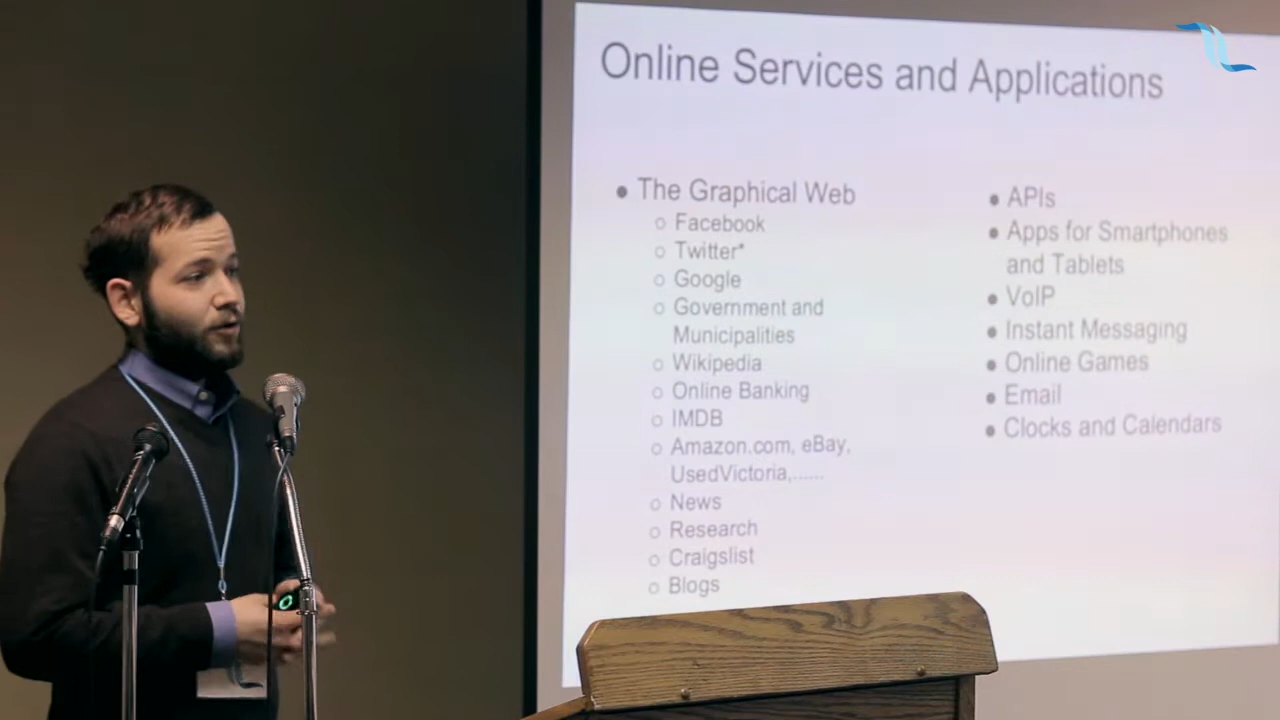 Online Services and Applications
● The Graphical Web
○ Facebook
○ Twitter*
○ Google
○ Government and
Municipalities
○ Wikipedia
○ Online Banking
○ IMDB
○ Amazon.com, eBay,
UsedVictoria,......
○ News
○ Research
○ Craigslist
○ Blogs
● APIs
● Apps for Smartphones
and Tablets
● VoIP
● Instant Messaging
● Online Games
● Email
● Clocks and Calendars